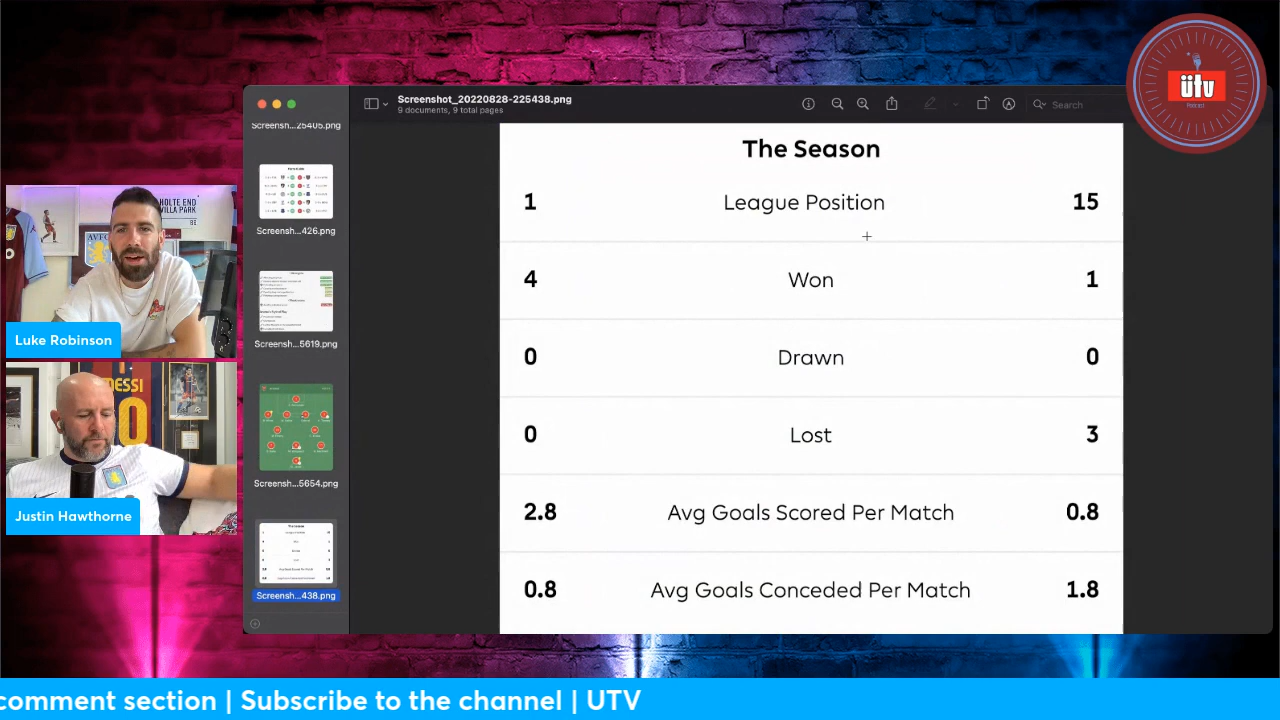 Screenshot_20220828-225438.png
9 documents, 9 total pages
Search
ütv
Podcast
Screensh...25405.png
Screensh...426.png
Screensh...5619.png
Screensh...5654.png
Screensh...438.png
The Season
1 League Position 15
4 Won 1
0 Drawn 0
0 Lost 3
2.8 Avg Goals Scored Per Match 0.8
0.8 Avg Goals Conceded Per Match 1.8
HOLTE END
VILLA PARK
AVFC
Luke Robinson
MESSI
Justin Hawthorne
comment section | Subscribe to the channel | UTV